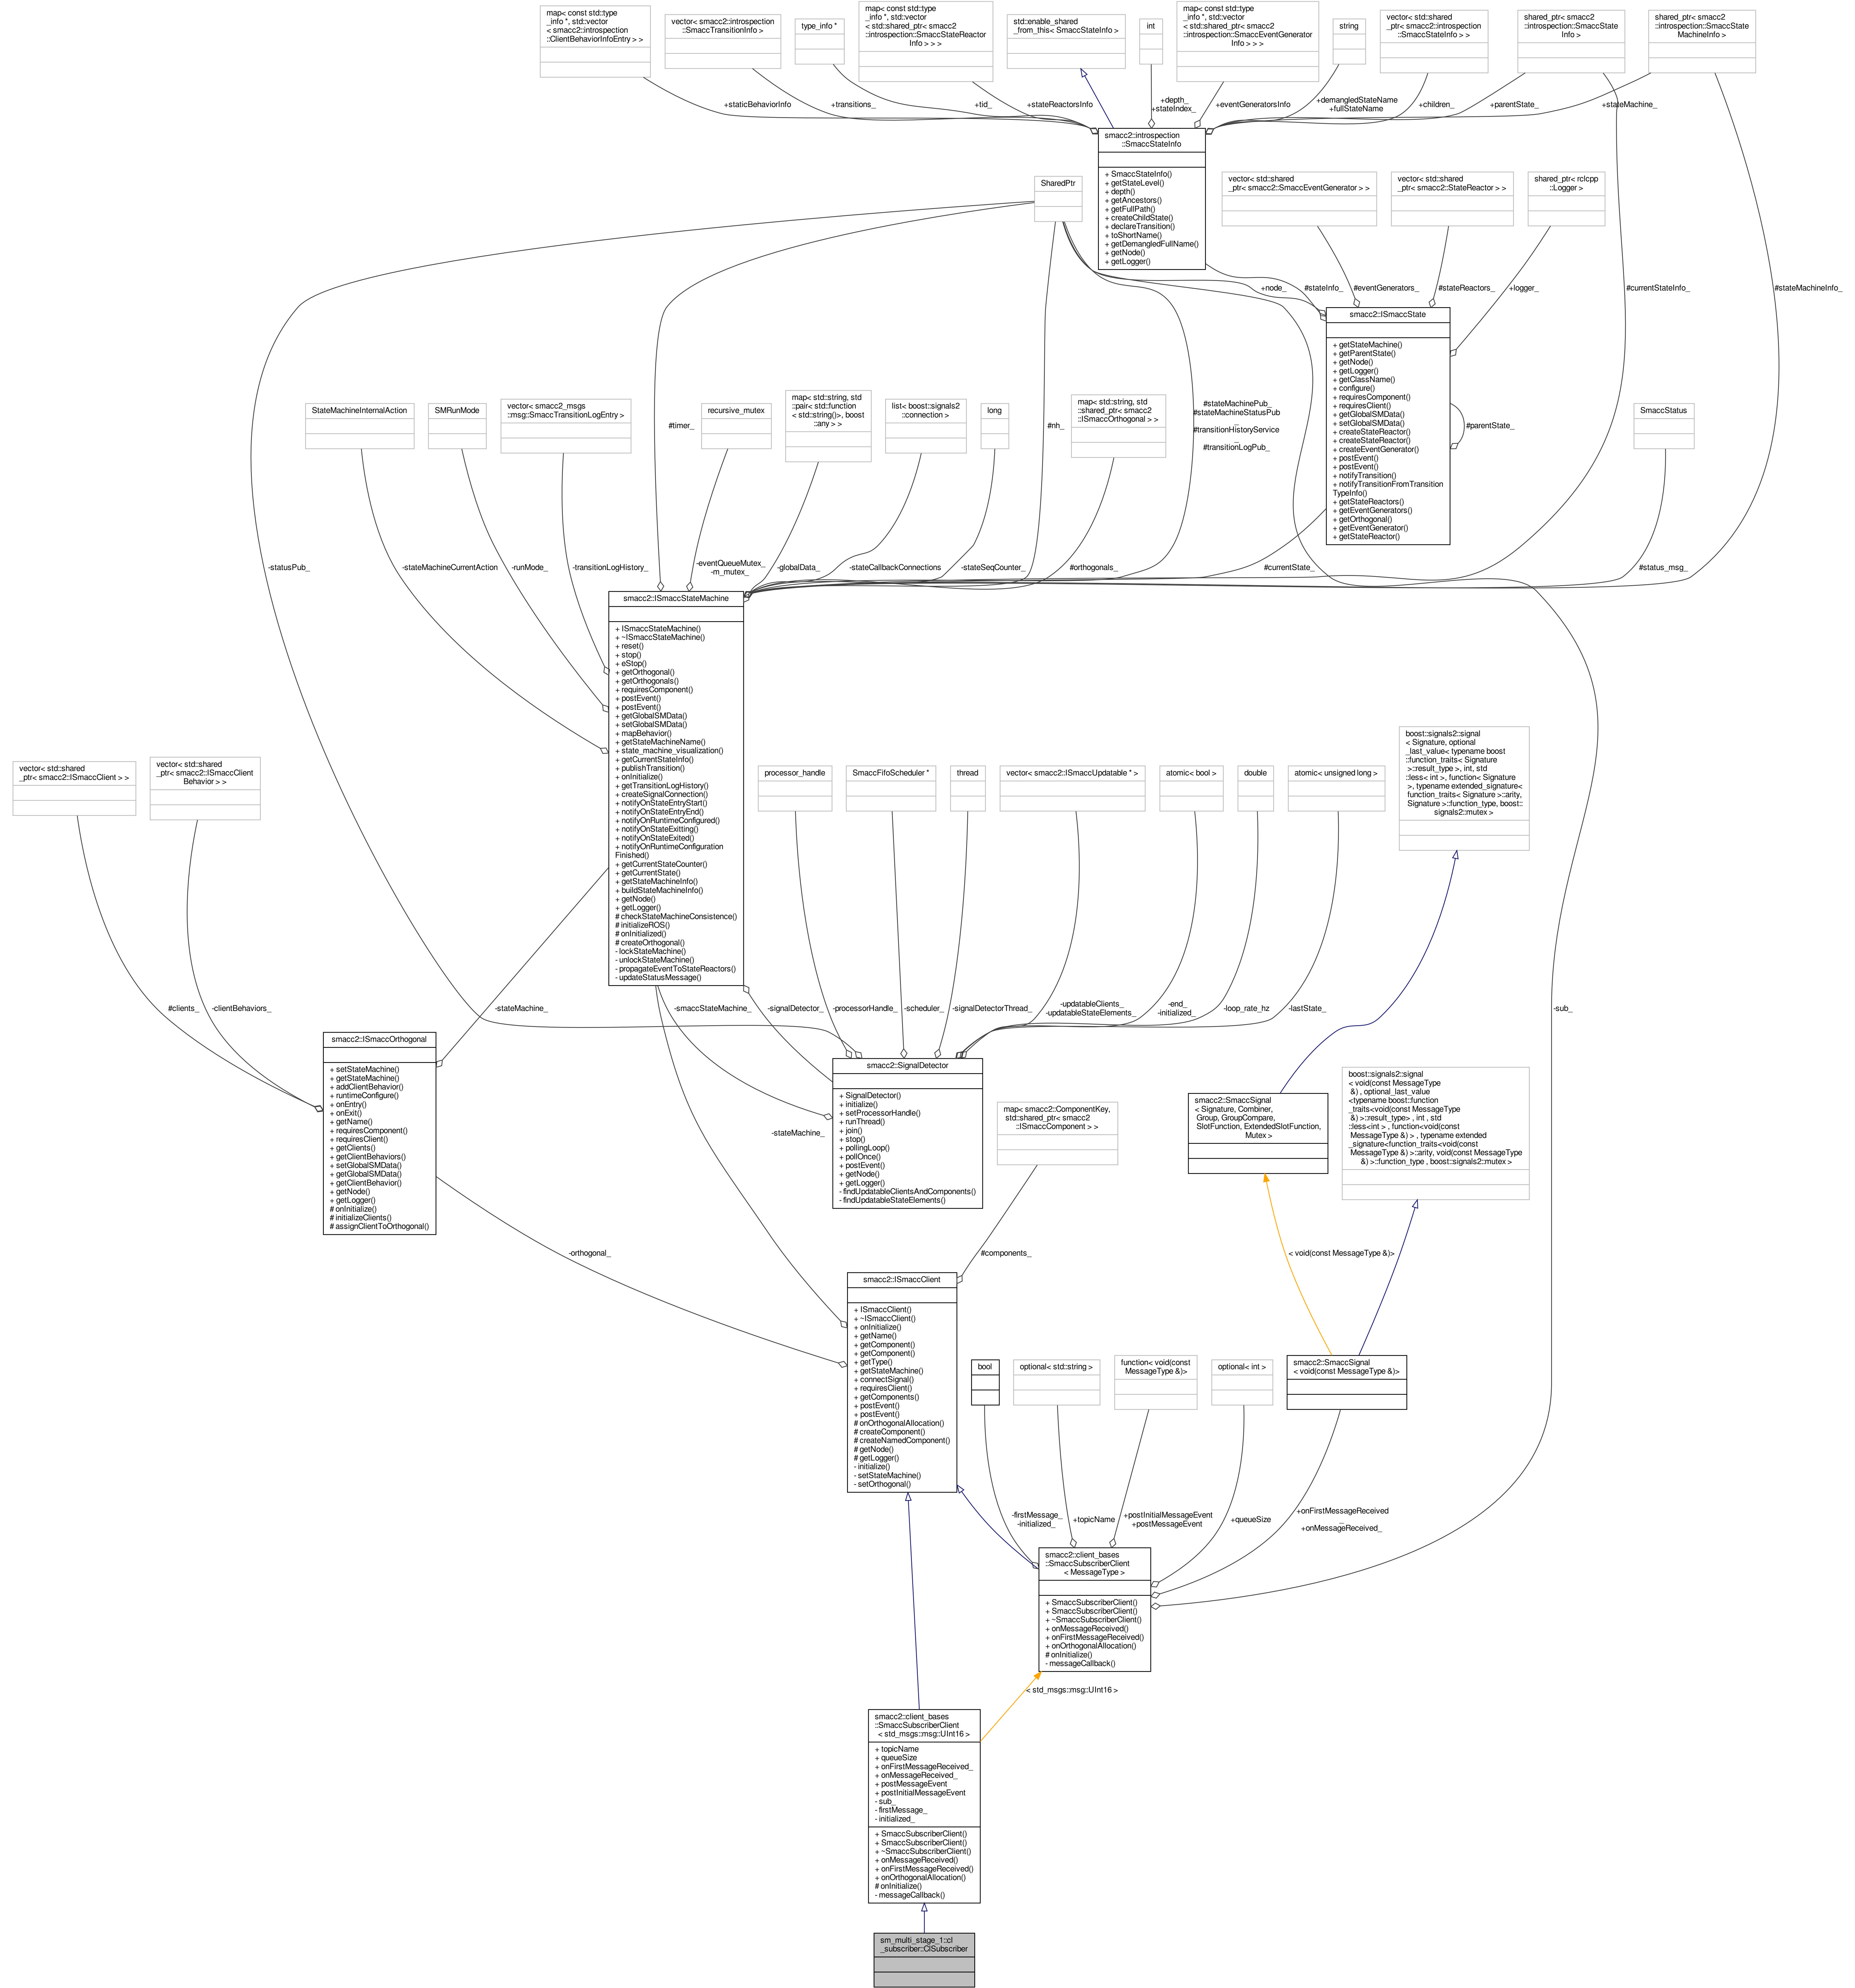 map< const std::type
_info *, std::vector
< smacc2::introspection
::ClientBehaviorInfoEntry > >
vector< smacc2::introspection
::SmaccTransitionInfo >
type_info *
map< const std::type
_info *, std::vector
< std::shared_ptr< smacc2
::introspection::SmaccStateReactor
Info > > >
std::enable_shared
_from_this< SmaccStateInfo >
int
map< const std::type
_info *, std::vector
< std::shared_ptr< smacc2
::introspection::SmaccEventGenerator
Info > > >
string
vector< std::shared
_ptr< smacc2::introspection
::SmaccStateInfo > >
shared_ptr< smacc2
::introspection::SmaccState
Info >
shared_ptr< smacc2
::introspection::SmaccState
MachineInfo >
+staticBehaviorInfo
+transitions_
+tid_
+stateReactorsInfo
+depth_
+stateIndex_
+eventGeneratorsInfo
+demangledStateName
+fullStateName
+children_
+parentState_
+stateMachine_
smacc2::introspection
::SmaccStateInfo
+ SmaccStateInfo()
+ getStateLevel()
+ depth()
+ getAncestors()
+ getFullPath()
+ createChildState()
+ declareTransition()
+ toShortName()
+ getDemangledFullName()
+ getNode()
+ getLogger()
SharedPtr
vector< std::shared
_ptr< smacc2::SmaccEventGenerator > >
vector< std::shared
_ptr< smacc2::StateReactor > >
shared_ptr< rclcpp
::Logger >
+node_
#stateInfo_
#eventGenerators_
#stateReactors_
+logger_
#currentStateInfo_
#stateMachineInfo_
smacc2::ISmaccState
+ getStateMachine()
+ getParentState()
+ getNode()
+ getLogger()
+ getClassName()
+ configure()
+ requiresComponent()
+ requiresClient()
+ getGlobalSMData()
+ setGlobalSMData()
+ createStateReactor()
+ createStateReactor()
+ createEventGenerator()
+ postEvent()
+ postEvent()
+ notifyTransition()
+ notifyTransitionFromTransition
TypeInfo()
+ getStateReactors()
+ getEventGenerators()
+ getOrthogonal()
+ getEventGenerator()
+ getStateReactor()
#parentState_
StateMachineInternalAction
SMRunMode
vector< smacc2_msgs
::msg::SmaccTransitionLogEntry >
#timer_
recursive_mutex
map< std::string, std
::pair< std::function
< std::string()>, boost
::any > >
list< boost::signals2
::connection >
long
#nh_
map< std::string, std
::shared_ptr< smacc2
::ISmaccOrthogonal > >
#stateMachinePub_
#stateMachineStatusPub
_
#transitionHistoryService
_
#transitionLogPub_
SmaccStatus
-statusPub_
-stateMachineCurrentAction
-runMode_
-transitionLogHistory_
-eventQueueMutex_
-m_mutex_
-globalData_
-stateCallbackConnections
-stateSeqCounter_
#orthogonals_
#currentState_
#status_msg_
smacc2::ISmaccStateMachine
+ ISmaccStateMachine()
+ ~ISmaccStateMachine()
+ reset()
+ stop()
+ eStop()
+ getOrthogonal()
+ getOrthogonals()
+ requiresComponent()
+ postEvent()
+ postEvent()
+ getGlobalSMData()
+ setGlobalSMData()
+ mapBehavior()
+ getStateMachineName()
+ state_machine_visualization()
+ getCurrentStateInfo()
+ publishTransition()
+ onInitialize()
+ getTransitionLogHistory()
+ createSignalConnection()
+ notifyOnStateEntryStart()
+ notifyOnStateEntryEnd()
+ notifyOnRuntimeConfigured()
+ notifyOnStateExitting()
+ notifyOnStateExited()
+ notifyOnRuntimeConfiguration
Finished()
+ getCurrentStateCounter()
+ getCurrentState()
+ getStateMachineInfo()
+ buildStateMachineInfo()
+ getNode()
+ getLogger()
# checkStateMachineConsistence()
# initializeROS()
# onInitialized()
# createOrthogonal()
- lockStateMachine()
- unlockStateMachine()
- propagateEventToStateReactors()
- updateStatusMessage()
vector< std::shared
_ptr< smacc2::ISmaccClient > >
vector< std::shared
_ptr< smacc2::ISmaccClient
Behavior > >
processor_handle
SmaccFifoScheduler *
thread
vector< smacc2::ISmaccUpdatable * >
atomic< bool >
double
atomic< unsigned long >
boost::signals2::signal
< Signature, optional
_last_value< typename boost
::function_traits< Signature
>::result_type >, int, std
::less< int >, function< Signature
>, typename extended_signature<
function_traits< Signature >::arity,
Signature >::function_type, boost::
signals2::mutex >
#clients_
-clientBehaviors_
-stateMachine_
-smaccStateMachine_
-signalDetector_
-processorHandle_
-scheduler_
-signalDetectorThread_
-updatableClients_
-updatableStateElements_
-end_
-initialized_
-loop_rate_hz
-lastState_
-sub_
smacc2::ISmaccOrthogonal
+ setStateMachine()
+ getStateMachine()
+ addClientBehavior()
+ runtimeConfigure()
+ onEntry()
+ onExit()
+ getName()
+ requiresComponent()
+ requiresClient()
+ getClients()
+ getClientBehaviors()
+ setGlobalSMData()
+ getGlobalSMData()
+ getClientBehavior()
+ getNode()
+ getLogger()
# onInitialize()
# initializeClients()
# assignClientToOrthogonal()
smacc2::SignalDetector
+ SignalDetector()
+ initialize()
+ setProcessorHandle()
+ runThread()
+ join()
+ stop()
+ pollingLoop()
+ pollOnce()
+ postEvent()
+ getNode()
+ getLogger()
- findUpdatableClientsAndComponents()
- findUpdatableStateElements()
-stateMachine_
map< smacc2::ComponentKey,
std::shared_ptr< smacc2
::ISmaccComponent > >
smacc2::SmaccSignal
< Signature, Combiner,
Group, GroupCompare,
SlotFunction, ExtendedSlotFunction,
Mutex >
boost::signals2::signal
< void(const MessageType
&) , optional_last_value
<typename boost::function
_traits<void(const MessageType
&) >::result_type> , int , std
::less<int > , function<void(const
MessageType &) > , typename extended
_signature<function_traits<void(const
MessageType &) >::arity, void(const MessageType
&) >::function_type , boost::signals2::mutex >
-orthogonal_
#components_
< void(const MessageType &)>
smacc2::ISmaccClient
+ ISmaccClient()
+ ~ISmaccClient()
+ onInitialize()
+ getName()
+ getComponent()
+ getComponent()
+ getType()
+ getStateMachine()
+ connectSignal()
+ requiresClient()
+ getComponents()
+ postEvent()
+ postEvent()
# onOrthogonalAllocation()
# createComponent()
# createNamedComponent()
# getNode()
# getLogger()
- initialize()
- setStateMachine()
- setOrthogonal()
bool
optional< std::string >
function< void(const
MessageType &)>
optional< int >
smacc2::SmaccSignal
< void(const MessageType &)>
-firstMessage_
-initialized_
+topicName
+postInitialMessageEvent
+postMessageEvent
+queueSize
+onFirstMessageReceived
_
+onMessageReceived_
smacc2::client_bases
::SmaccSubscriberClient
< MessageType >
+ SmaccSubscriberClient()
+ SmaccSubscriberClient()
+ ~SmaccSubscriberClient()
+ onMessageReceived()
+ onFirstMessageReceived()
+ onOrthogonalAllocation()
# onInitialize()
- messageCallback()
< std_msgs::msg::UInt16 >
smacc2::client_bases
::SmaccSubscriberClient
< std_msgs::msg::UInt16 >
+ topicName
+ queueSize
+ onFirstMessageReceived_
+ onMessageReceived_
+ postMessageEvent
+ postInitialMessageEvent
- sub_
- firstMessage_
- initialized_
+ SmaccSubscriberClient()
+ SmaccSubscriberClient()
+ ~SmaccSubscriberClient()
+ onMessageReceived()
+ onFirstMessageReceived()
+ onOrthogonalAllocation()
# onInitialize()
- messageCallback()
sm_multi_stage_1::cl
_subscriber::ClSubscriber